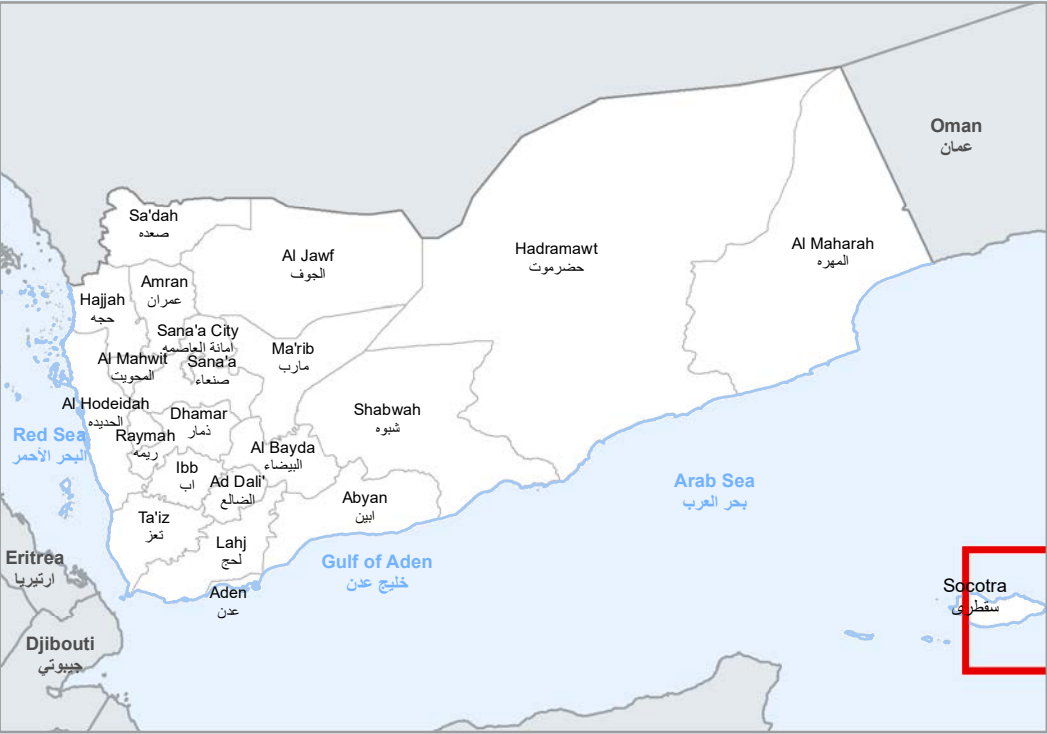 Oman
عمان
Sa'dah
صعده
Al Jawf
الجوف
Hadramawt
حضرموت
Al Maharah
المهره
Amran
عمران
Hajjah
حجه
Sana'a City
أمانة العاصمه
Ma'rib
مارب
Al Mahwit
المحويت
Sana'a
صنعاء
Al Hodeidah
الحديده
Dhamar
ذمار
Shabwah
شبوه
Red Sea
البحر الأحمر
Raymah
ريمه
Al Bayda
البيضاء
Ibb
اب
Ad Dali'
الضالع
Arab Sea
بحر العرب
Abyan
ابين
Ta'iz
تعز
Lahj
لحج
Eritrea
ارتيريا
Gulf of Aden
خليج عدن
Aden
عدن
Socotra
سقطرى
Djibouti
جيبوتي